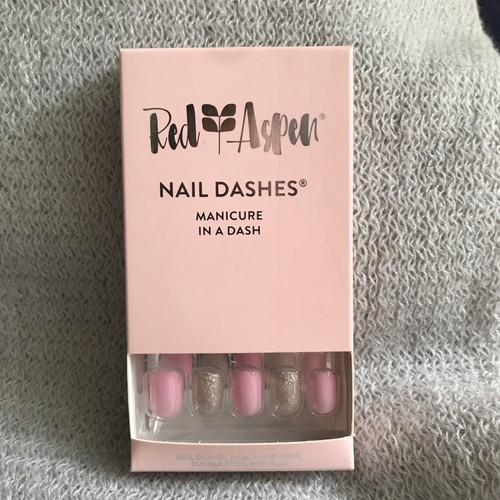 Red Aspen®
NAIL DASHES®
MANICURE
IN A DASH